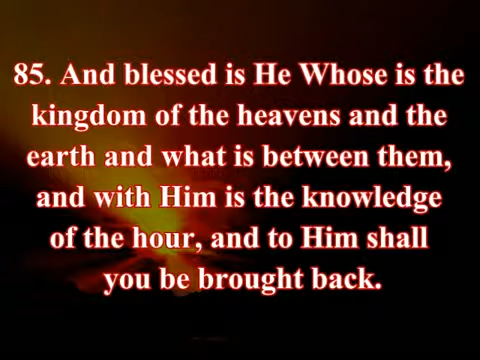 85. And blessed is He Whose is the
kingdom of the heavens and the
earth and what is between them,
and with Him is the knowledge
of the hour, and to Him shall
you be brought back.